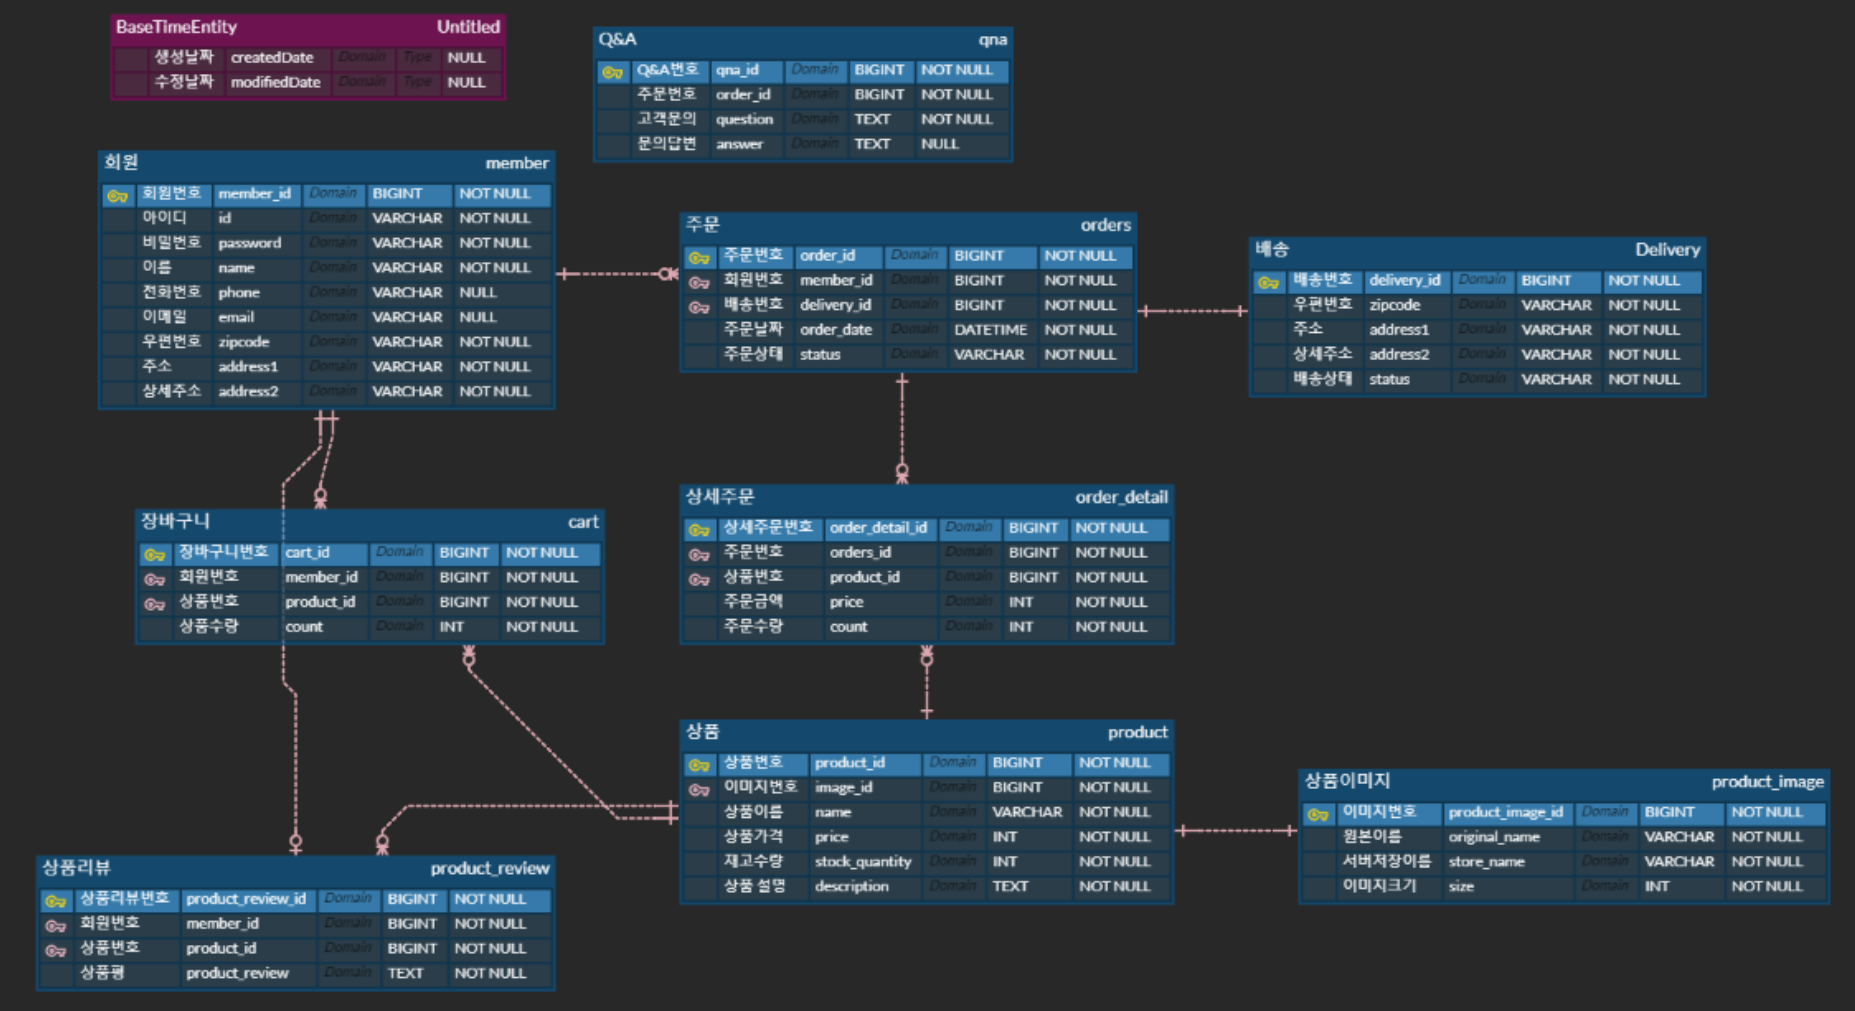 BaseTimeEntity Untitled
생성날짜 createdDate Domain Type NULL
수정날짜 modifiedDate Domain Type NULL
Q&A qna
Q&A번호 qna_id Domain BIGINT NOT NULL
주문번호 order_id Domain BIGINT NOT NULL
고객문의 question Domain TEXT NOT NULL
문의답변 answer Domain TEXT NULL
회원 member
회원번호 member_id Domain BIGINT NOT NULL
아이디 id Domain VARCHAR NOT NULL
비밀번호 password Domain VARCHAR NOT NULL
이름 name Domain VARCHAR NOT NULL
전화번호 phone Domain VARCHAR NULL
이메일 email Domain VARCHAR NULL
우편번호 zipcode Domain VARCHAR NOT NULL
주소 address1 Domain VARCHAR NOT NULL
상세주소 address2 Domain VARCHAR NOT NULL
주문 orders
주문번호 order_id Domain BIGINT NOT NULL
회원번호 member_id Domain BIGINT NOT NULL
배송번호 delivery_id Domain BIGINT NOT NULL
주문날짜 order_date Domain DATETIME NOT NULL
주문상태 status Domain VARCHAR NOT NULL
배송 Delivery
배송번호 delivery_id Domain BIGINT NOT NULL
우편번호 zipcode Domain VARCHAR NOT NULL
주소 address1 Domain VARCHAR NOT NULL
상세주소 address2 Domain VARCHAR NOT NULL
배송상태 status Domain VARCHAR NOT NULL
장바구니 cart
장바구니번호 cart_id Domain BIGINT NOT NULL
회원번호 member_id Domain BIGINT NOT NULL
상품번호 product_id Domain BIGINT NOT NULL
상품수량 count Domain INT NOT NULL
상세주문 order_detail
상세주문번호 order_detail_id Domain BIGINT NOT NULL
주문번호 orders_id Domain BIGINT NOT NULL
상품번호 product_id Domain BIGINT NOT NULL
주문금액 price Domain INT NOT NULL
주문수량 count Domain INT NOT NULL
상품 product
상품번호 product_id Domain BIGINT NOT NULL
이미지번호 image_id Domain BIGINT NOT NULL
상품이름 name Domain VARCHAR NOT NULL
상품가격 price Domain INT NOT NULL
재고수량 stock_quantity Domain INT NOT NULL
상품 설명 description Domain TEXT NOT NULL
상품이미지 product_image
이미지번호 product_image_id Domain BIGINT NOT NULL
원본이름 original_name Domain VARCHAR NOT NULL
서버저장이름 store_name Domain VARCHAR NOT NULL
이미지크기 size Domain INT NOT NULL
상품리뷰 product_review
상품리뷰번호 product_review_id Domain BIGINT NOT NULL
회원번호 member_id Domain BIGINT NOT NULL
상품번호 product_id Domain BIGINT NOT NULL
상품평 product_review Domain TEXT NOT NULL